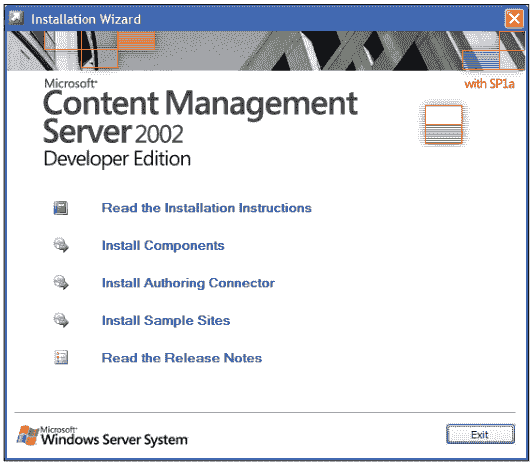 Installation Wizard
with SP1a
Microsoft®
Content Management
Server 2002
Developer Edition
Read the Installation Instructions
Install Components
Install Authoring Connector
Install Sample Sites
Read the Release Notes
Microsoft®
Windows Server System
Exit